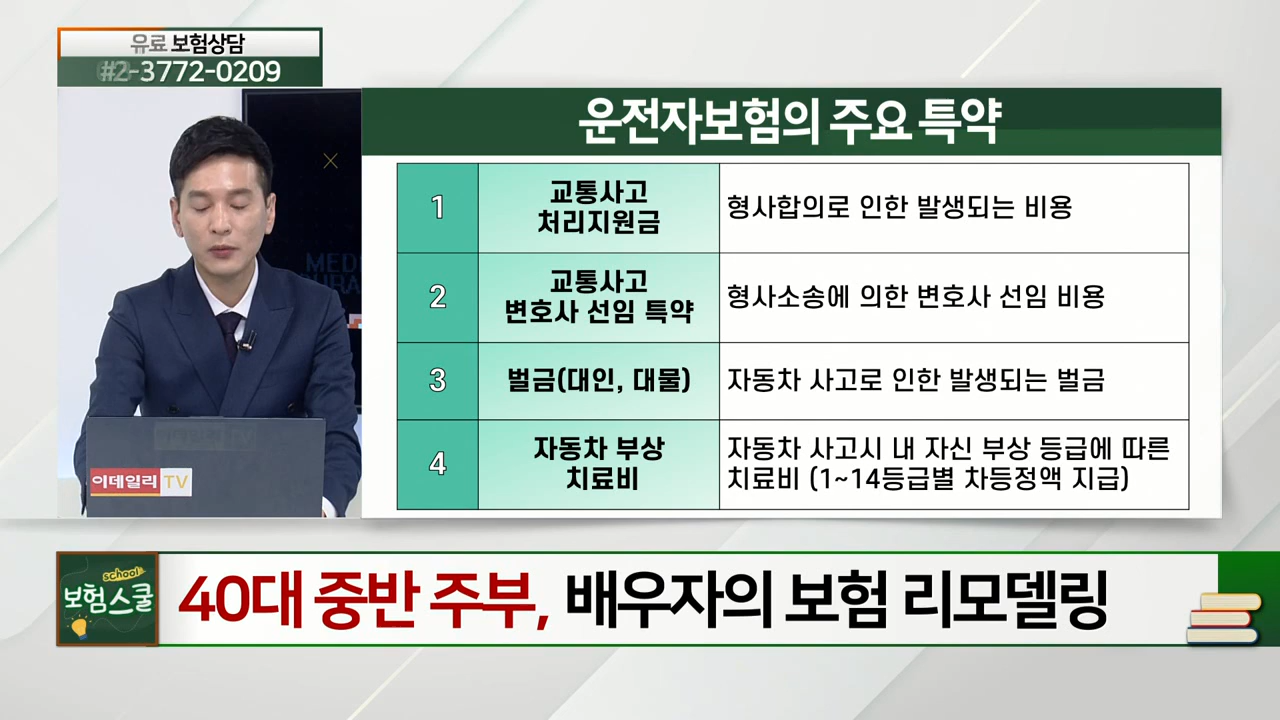 유료 보험상담
2-3772-0209
운전자보험의 주요 특약
1
교통사고
처리지원금
형사합의로 인한 발생되는 비용
2
교통사고
변호사 선임 특약
형사소송에 의한 변호사 선임 비용
3
벌금(대인, 대물)
자동차 사고로 인한 발생되는 벌금
4
자동차 부상
치료비
자동차 사고시 내 자신 부상 등급에 따른
치료비 (1~14등급별 차등정액 지급)
이데일리 TV
school
보험스쿨
40대 중반 주부, 배우자의 보험 리모델링